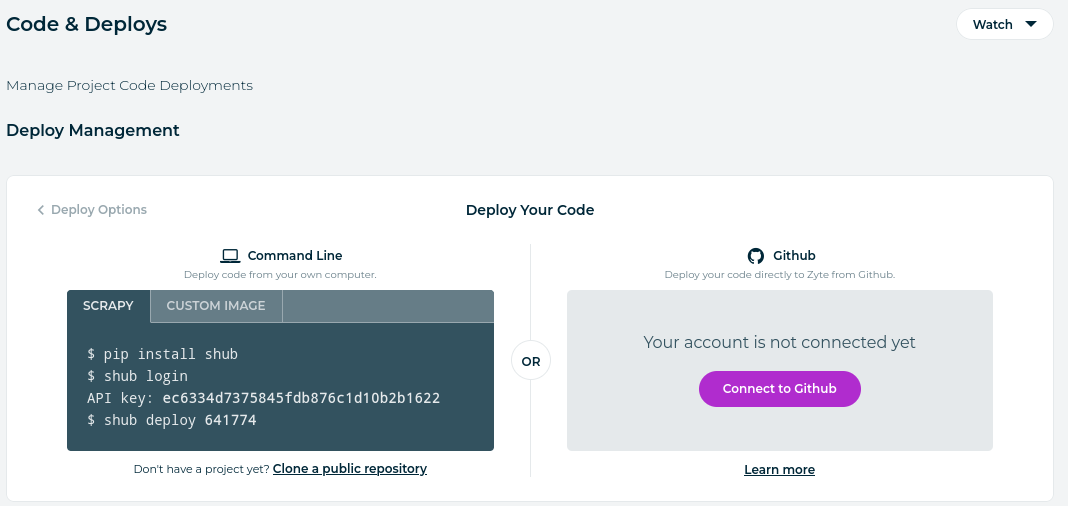 Code & Deploys
Watch
Manage Project Code Deployments
Deploy Management
Deploy Options
Deploy Your Code
Command Line
Deploy code from your own computer.
SCRAPY
CUSTOM IMAGE
$ pip install shub
$ shub login
API key: ec6334d7375845fdb876c1d10b2b1622
$ shub deploy 641774
Don't have a project yet? Clone a public repository
OR
Github
Deploy your code directly to Zyte from Github.
Your account is not connected yet
Connect to Github
Learn more